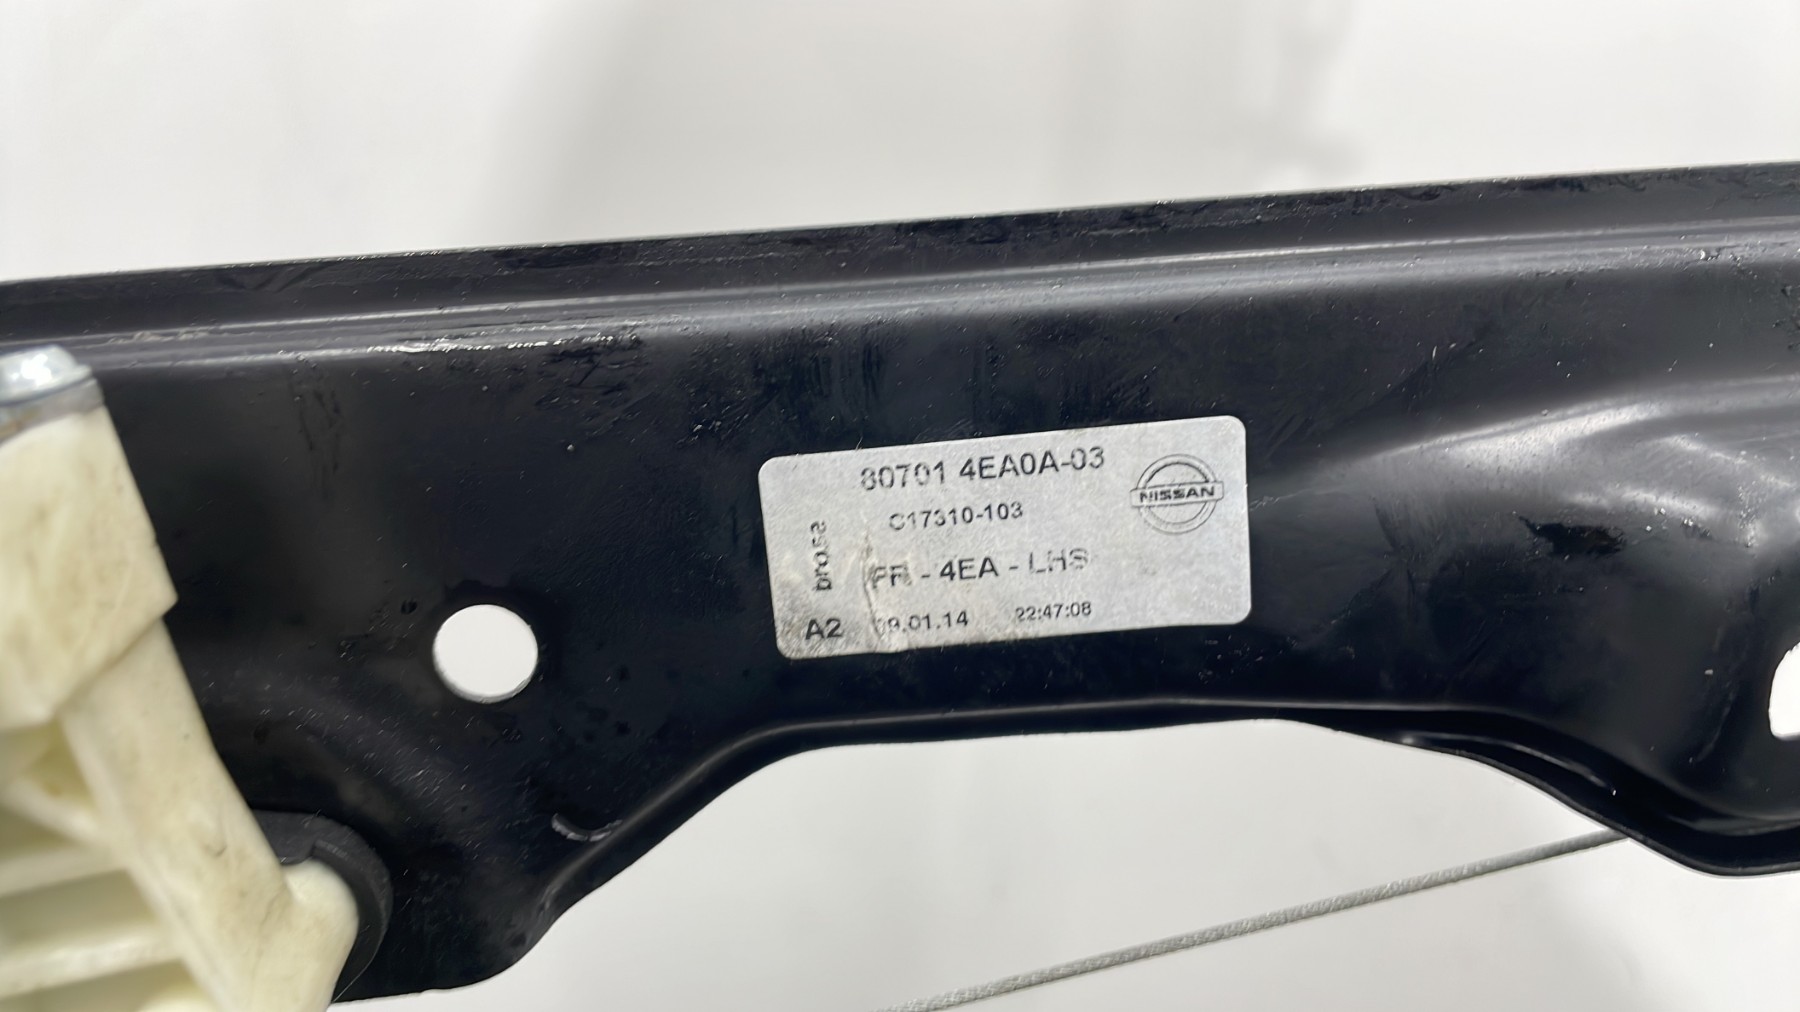 80701 4EA0A-03
NISSAN
C17310-103
brose
FR - 4EA - LHS
A2 09.01.14 22:47:08